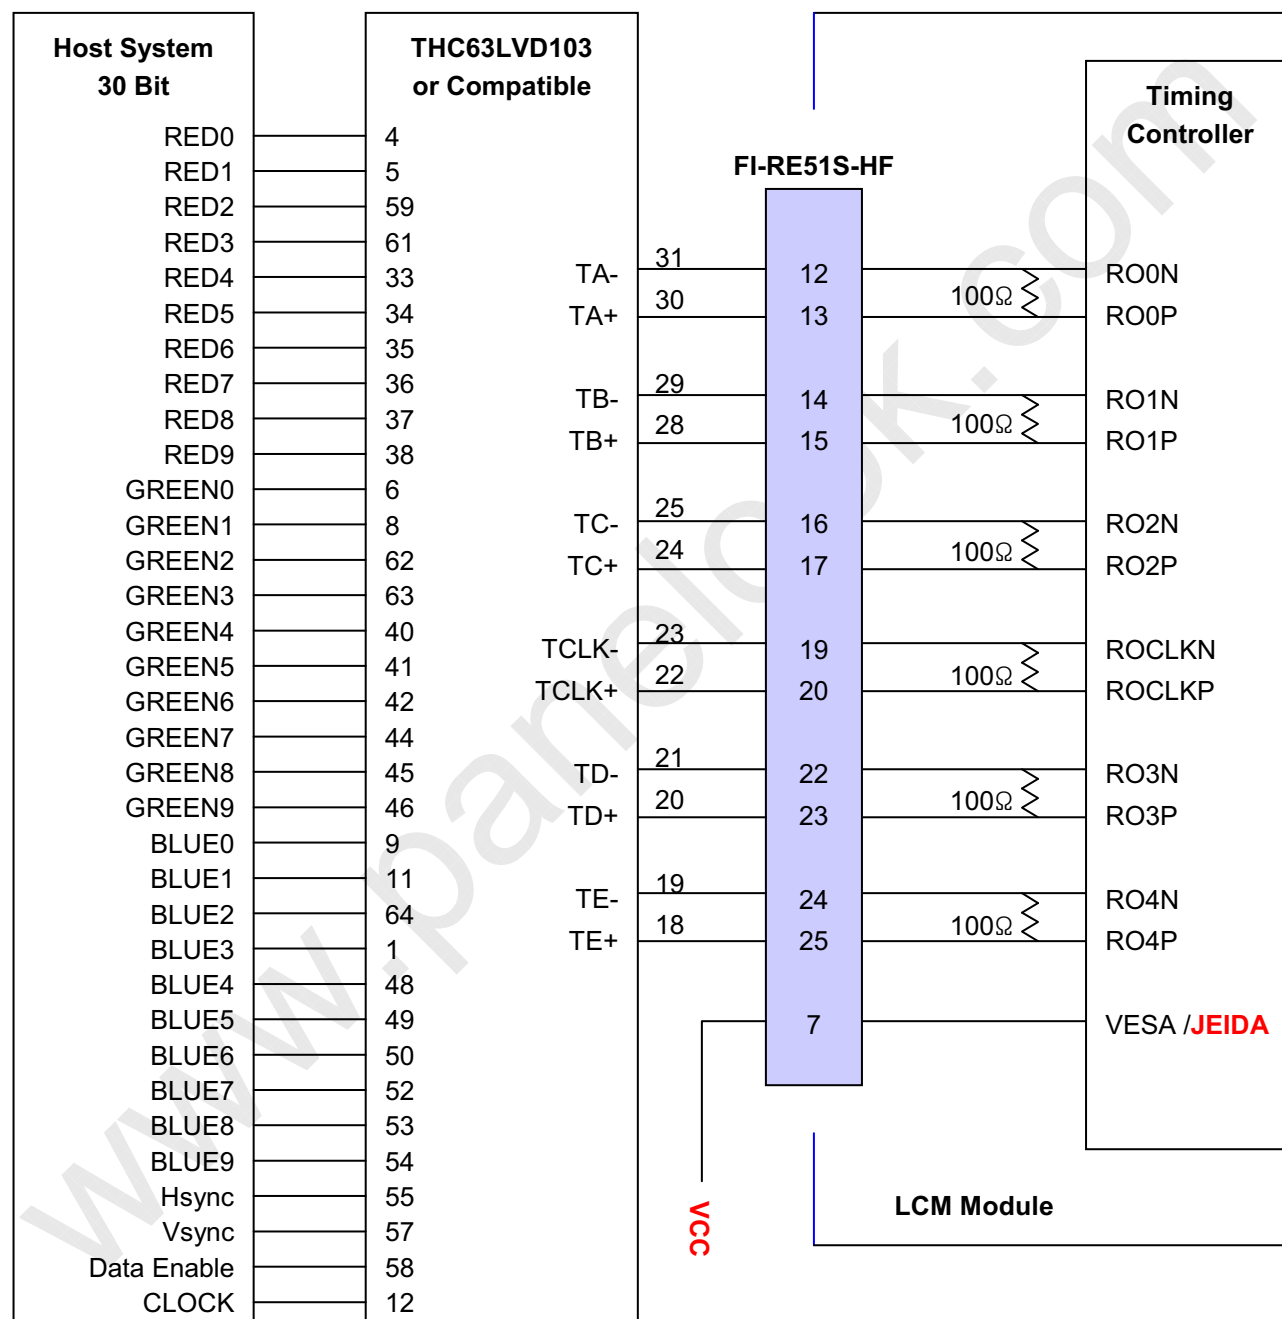 Host System
30 Bit
RED0
RED1
RED2
RED3
RED4
RED5
RED6
RED7
RED8
RED9
GREEN0
GREEN1
GREEN2
GREEN3
GREEN4
GREEN5
GREEN6
GREEN7
GREEN8
GREEN9
BLUE0
BLUE1
BLUE2
BLUE3
BLUE4
BLUE5
BLUE6
BLUE7
BLUE8
BLUE9
Hsync
Vsync
Data Enable
CLOCK
THC63LVD103
or Compatible
4
5
59
61
33
34
35
36
37
38
6
8
62
63
40
41
42
44
45
46
9
11
64
1
48
49
50
52
53
54
55
57
58
12
TA-
TA+
TB-
TB+
TC-
TC+
TCLK-
TCLK+
TD-
TD+
TE-
TE+
31
30
29
28
25
24
23
22
21
20
19
18
FI-RE51S-HF
12
13
14
15
16
17
19
20
22
23
24
25
7
100Ω
100Ω
100Ω
100Ω
100Ω
100Ω
Timing
Controller
RO0N
RO0P
RO1N
RO1P
RO2N
RO2P
ROCLKN
ROCLKP
RO3N
RO3P
RO4N
RO4P
VESA /JEIDA
VCC
LCM Module
www.panelook.com